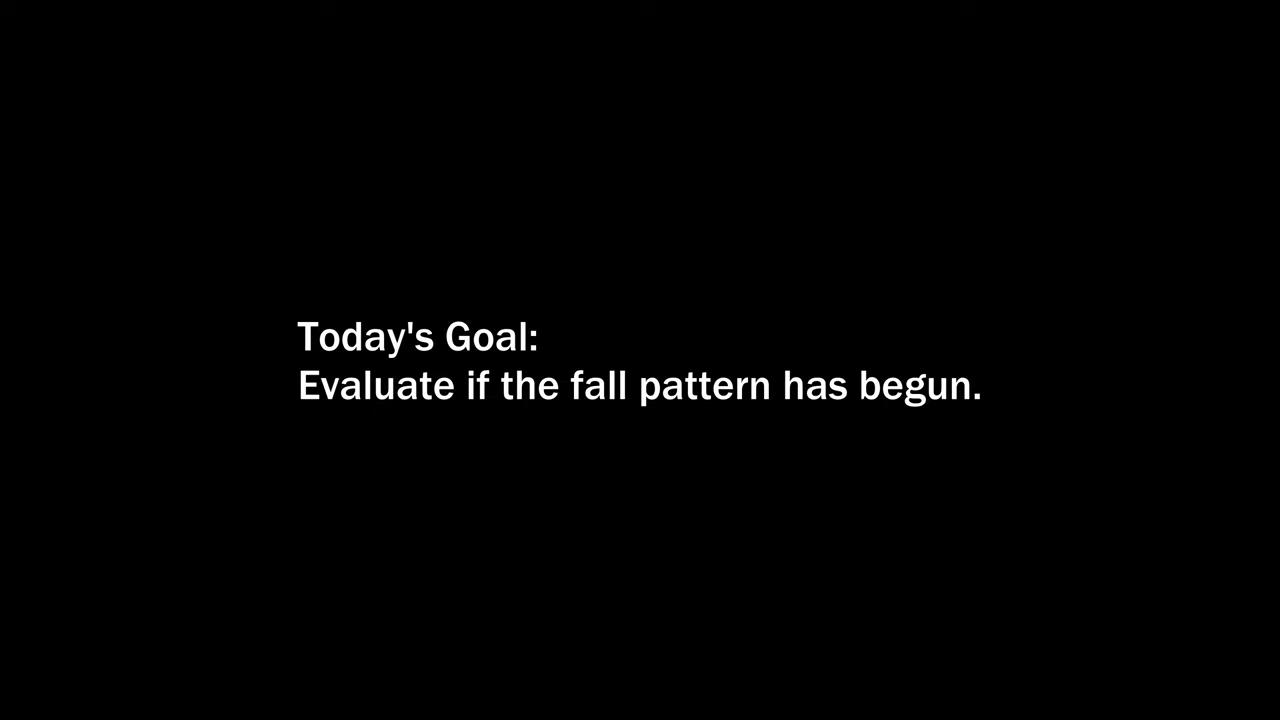 Today's Goal:
Evaluate if the fall pattern has begun.